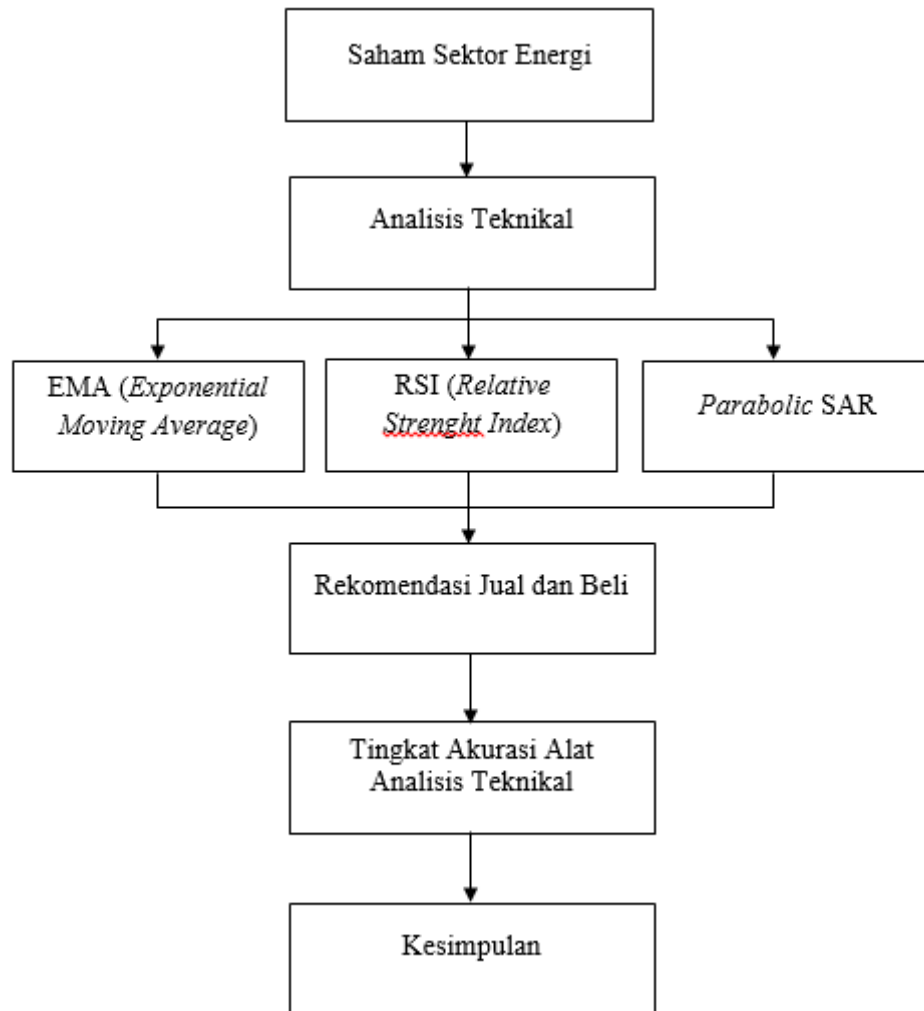 Saham Sektor Energi
Analisis Teknikal
EMA (Exponential
Moving Average)
RSI (Relative
Strenght Index)
Parabolic SAR
Rekomendasi Jual dan Beli
Tingkat Akurasi Alat
Analisis Teknikal
Kesimpulan